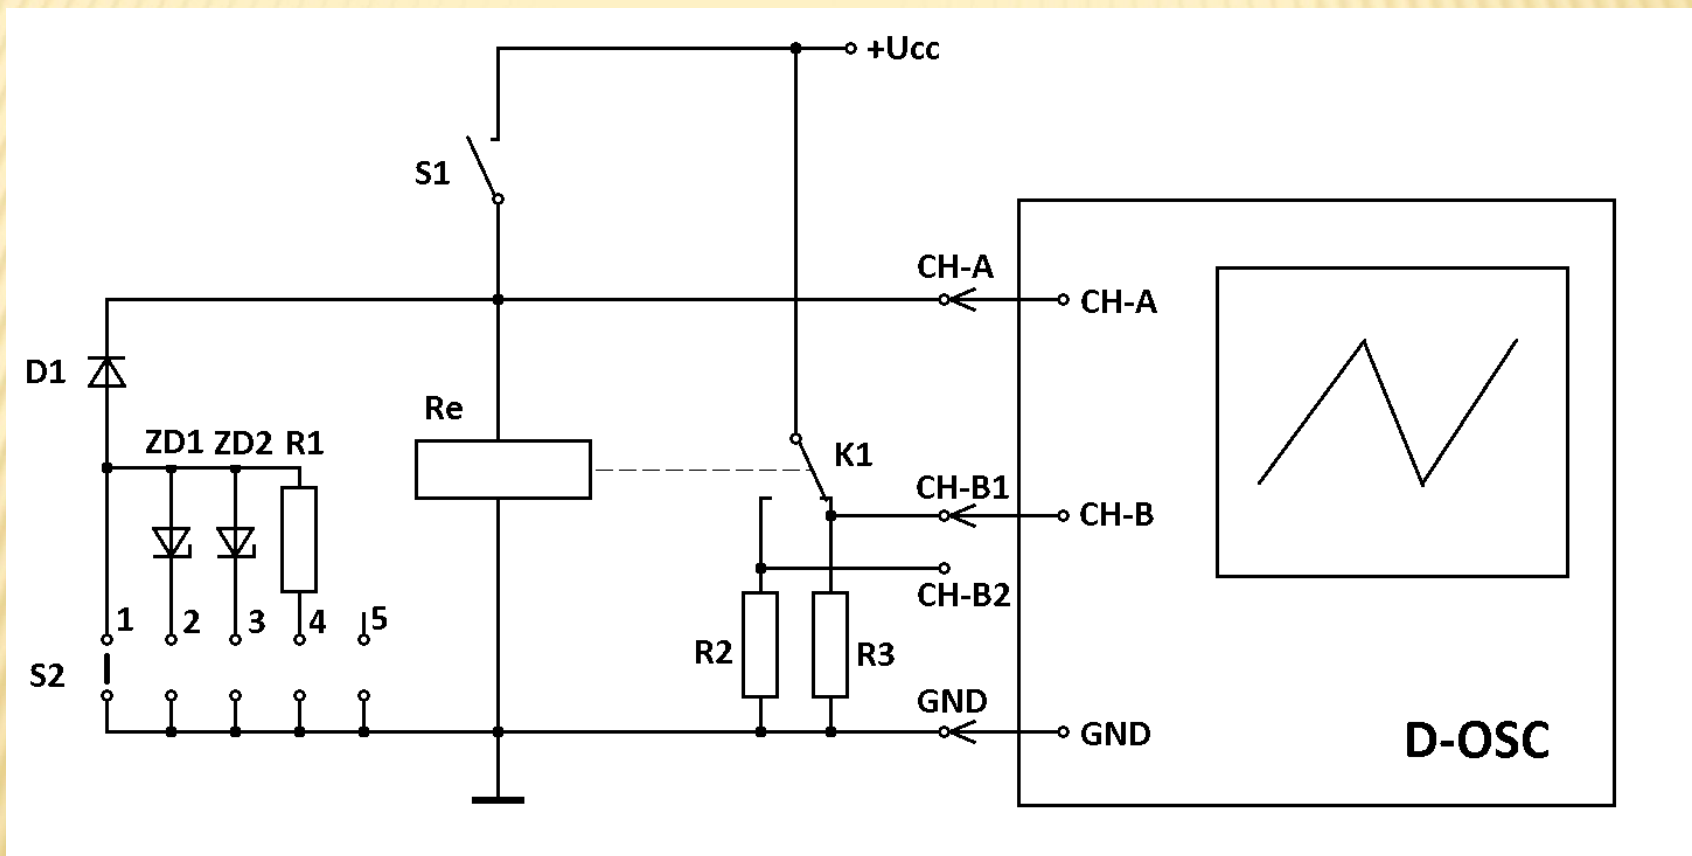 +Ucc
S1
CH-A
CH-A
D1
Re
ZD1 ZD2 R1
K1
CH-B1
CH-B
CH-B2
1 2 3 4 5
S2
R2
R3
GND
GND
D-OSC